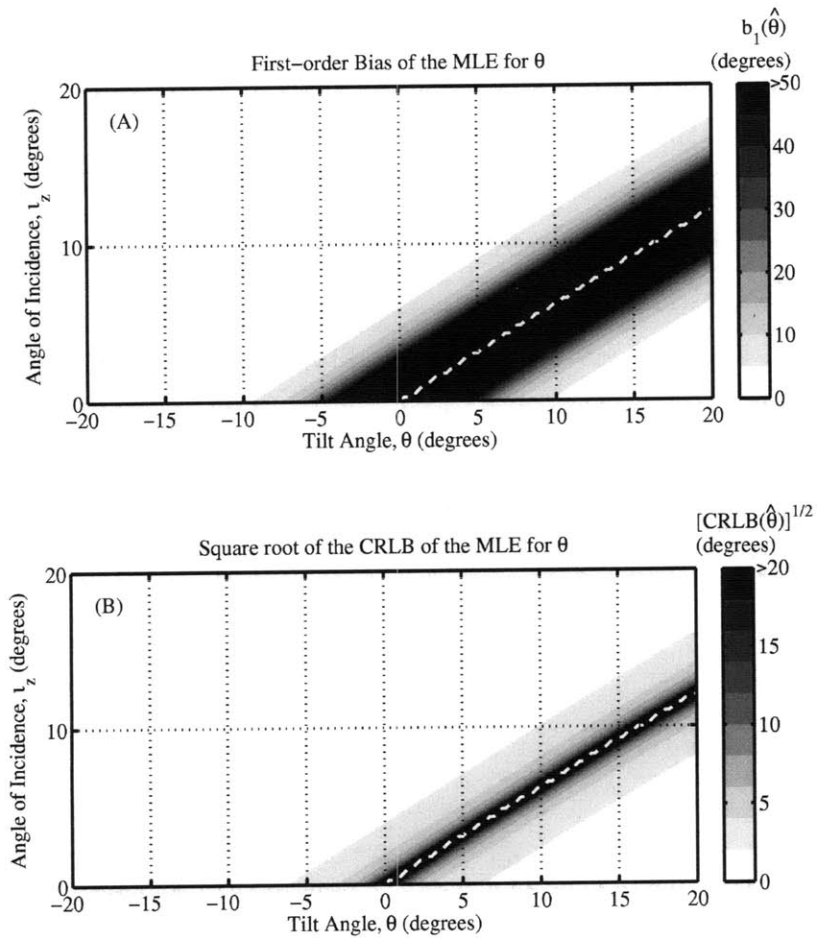 b₁(θ̂)
(degrees)
First−order Bias of the MLE for θ
(A)
Angle of Incidence, ι_z (degrees)
20
10
0
−20
−15
−10
−5
0
5
10
15
20
Tilt Angle, θ (degrees)
>50
40
30
20
10
0
[CRLB(θ̂)]^1/2
(degrees)
Square root of the CRLB of the MLE for θ
(B)
Angle of Incidence, ι_z (degrees)
20
10
0
−20
−15
−10
−5
0
5
10
15
20
Tilt Angle, θ (degrees)
>20
15
10
5
0